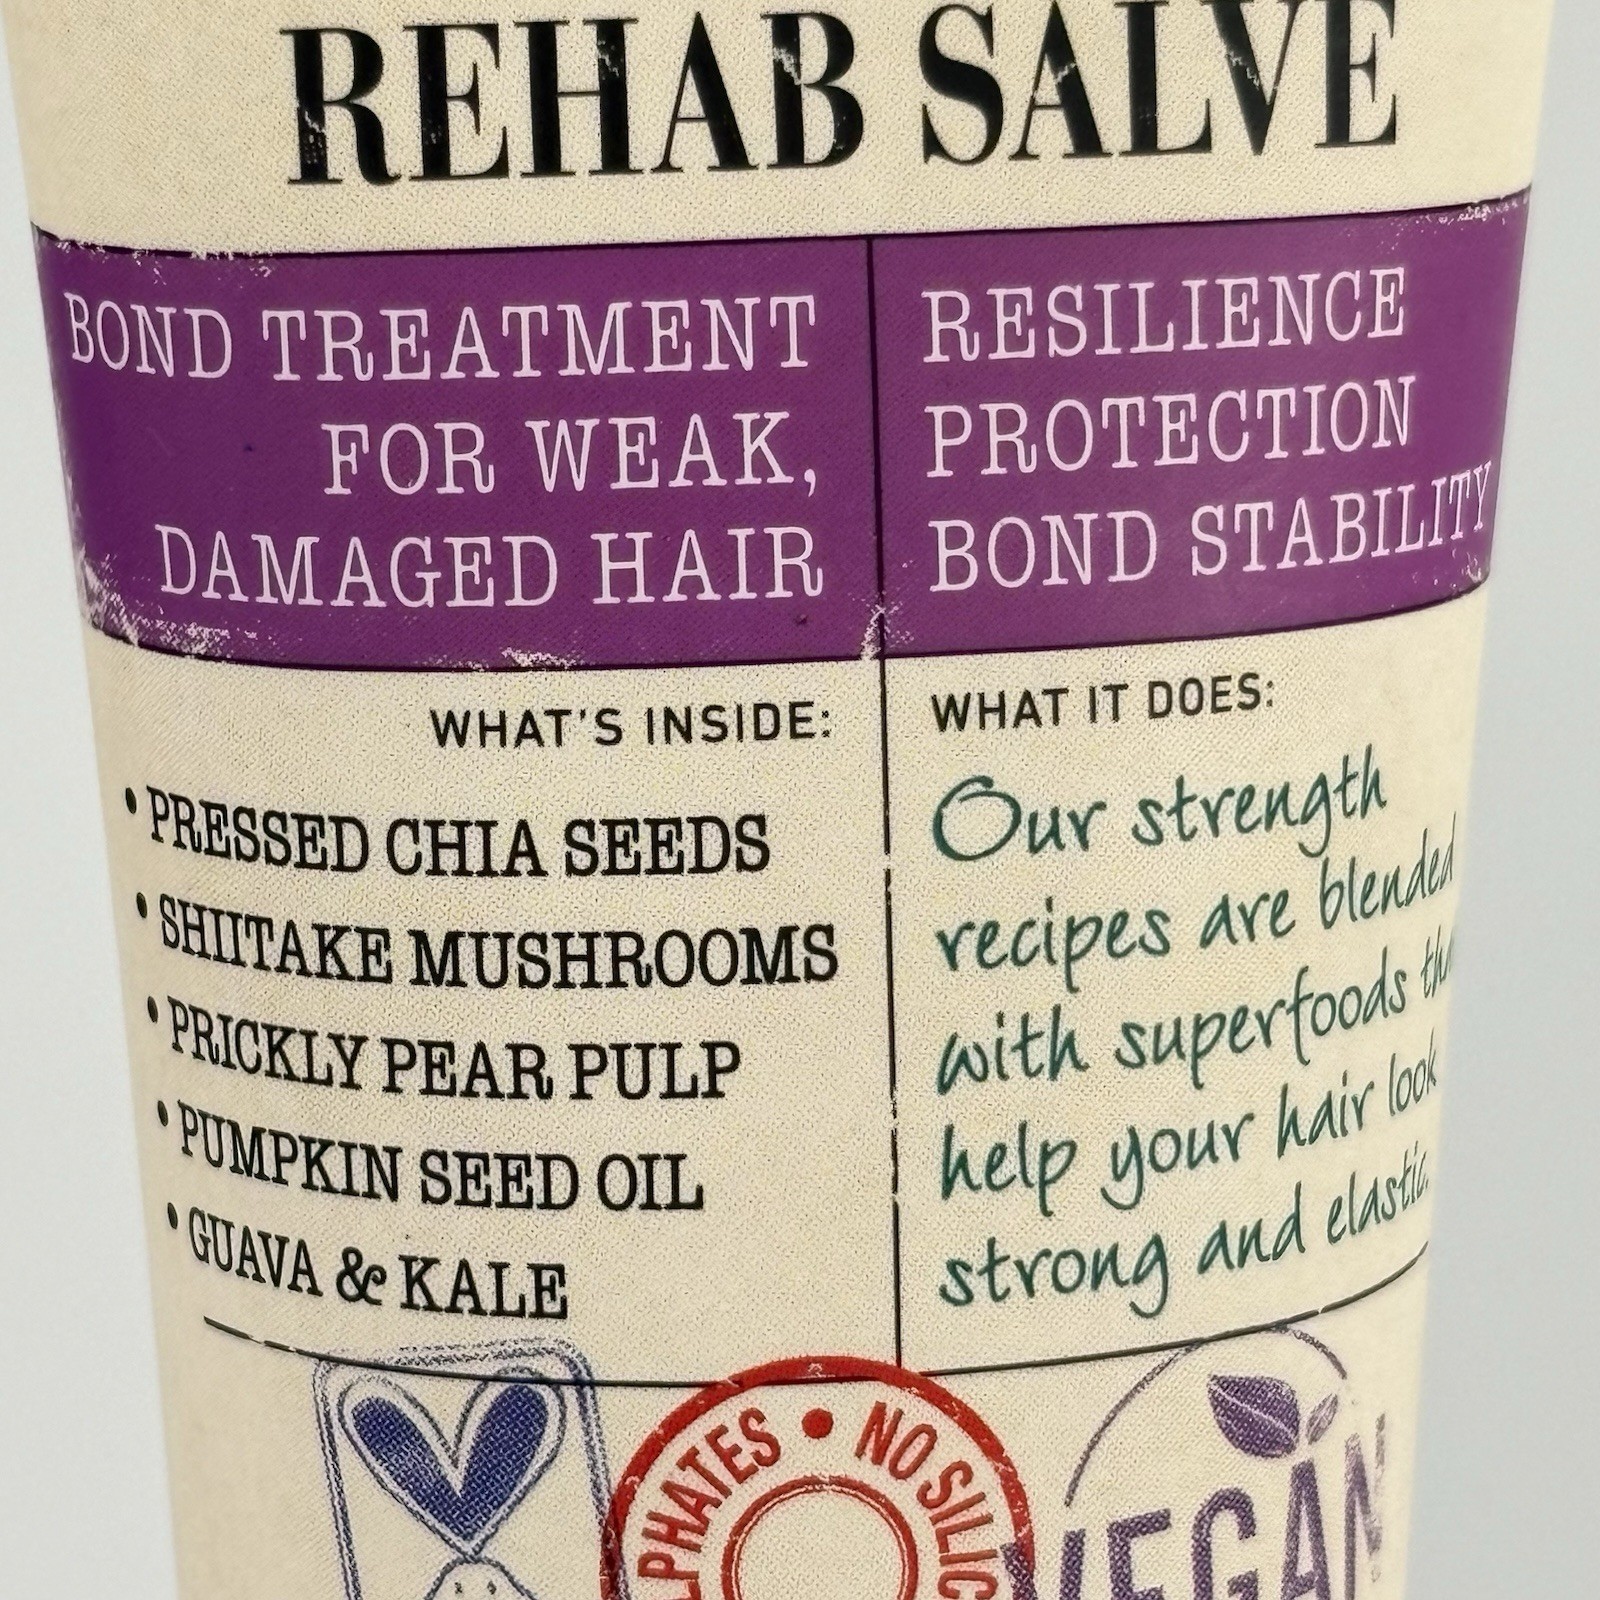 REHAB SALVE
BOND TREATMENT
FOR WEAK,
DAMAGED HAIR
RESILIENCE
PROTECTION
BOND STABILITY
WHAT'S INSIDE:
• PRESSED CHIA SEEDS
• SHIITAKE MUSHROOMS
• PRICKLY PEAR PULP
• PUMPKIN SEED OIL
• GUAVA & KALE
WHAT IT DOES:
Our strength
recipes are blended
with superfoods
help your hair look
strong and elastic.
• NO
VEGAN